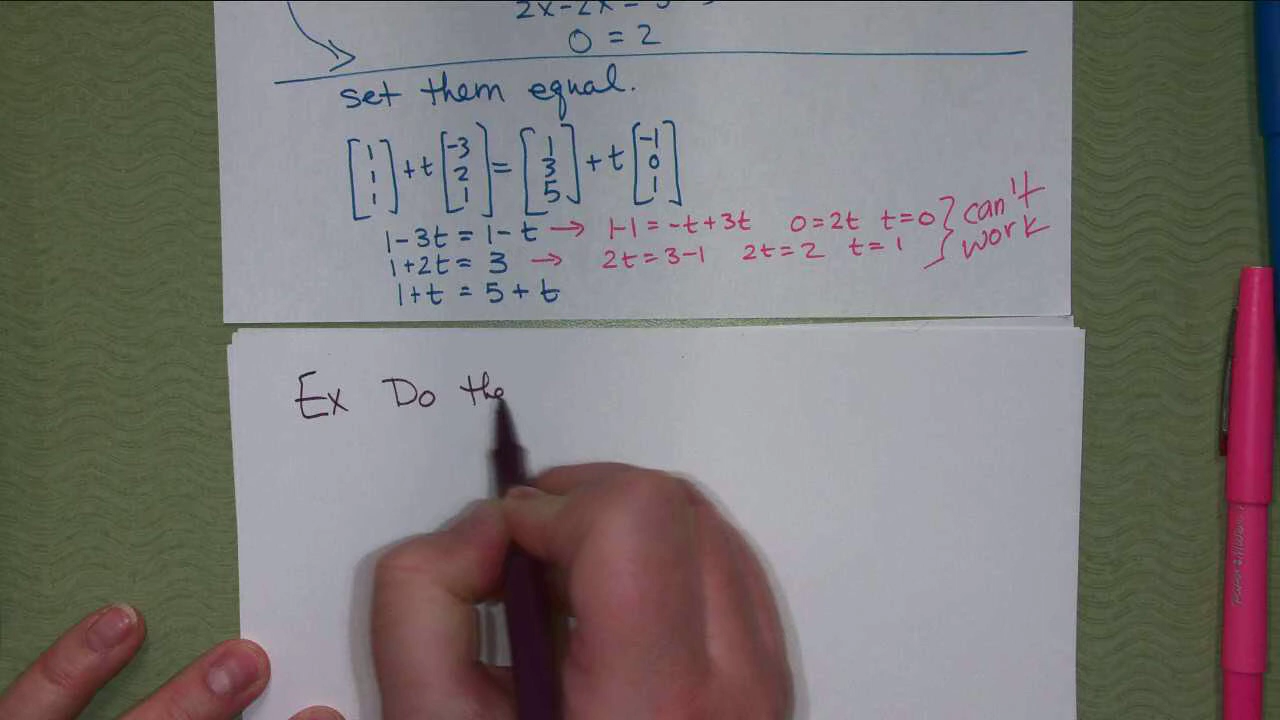 0 = 2
set them equal.
[1 1 1] + t [-3 2 1] = [1 3 5] + t [-1 0 1]
1-3t = 1-t → 1-1 = -t+3t 0=2t t=0 } can't
1+2t = 3 → 2t = 3-1 2t=2 t=1 } work
1+t = 5+t
Ex Do the